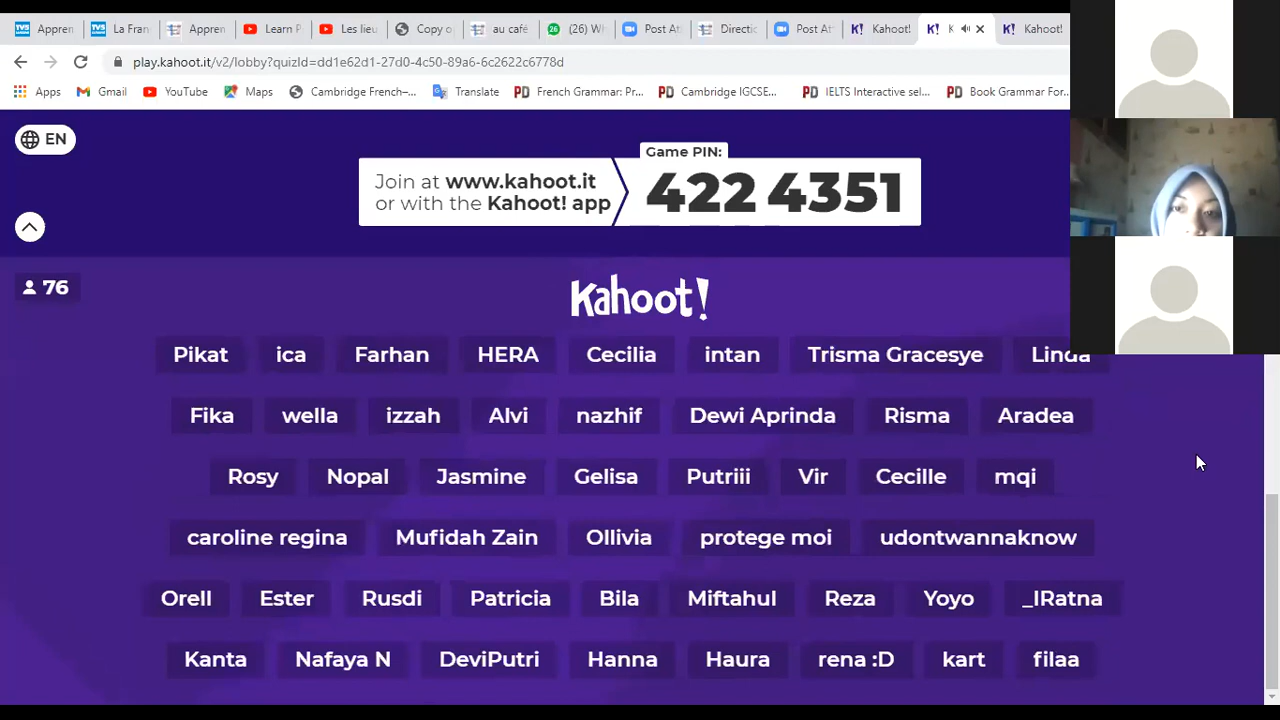 Appren
La Fran
Appren
Learn P
Les lie
Copy o
au café
(26) W
Post At
Directio
Post At
Kahoot!
K
Kahoot!
play.kahoot.it/v2/lobby?quizId=dd1e62d1-27d0-4c50-89a6-6c2622c6778d
Apps Gmail YouTube Maps Cambridge French–... Translate French Grammar: Pr... Cambridge IGCSE... IELTS Interactive sel... Book Grammar For...
EN
Game PIN:
Join at www.kahoot.it
or with the Kahoot! app
422 4351
76
Kahoot!
Pikat ica Farhan HERA Cecilia intan Trisma Gracesye Linda
Fika wella izzah Alvi nazhif Dewi Aprinda Risma Aradea
Rosy Nopal Jasmine Gelisa Putriii Vir Cecille mqi
caroline regina Mufidah Zain Ollivia protege moi udontwannaknow
Orell Ester Rusdi Patricia Bila Miftahul Reza Yoyo _IRatna
Kanta Nafaya N DeviPutri Hanna Haura rena :D kart filaa